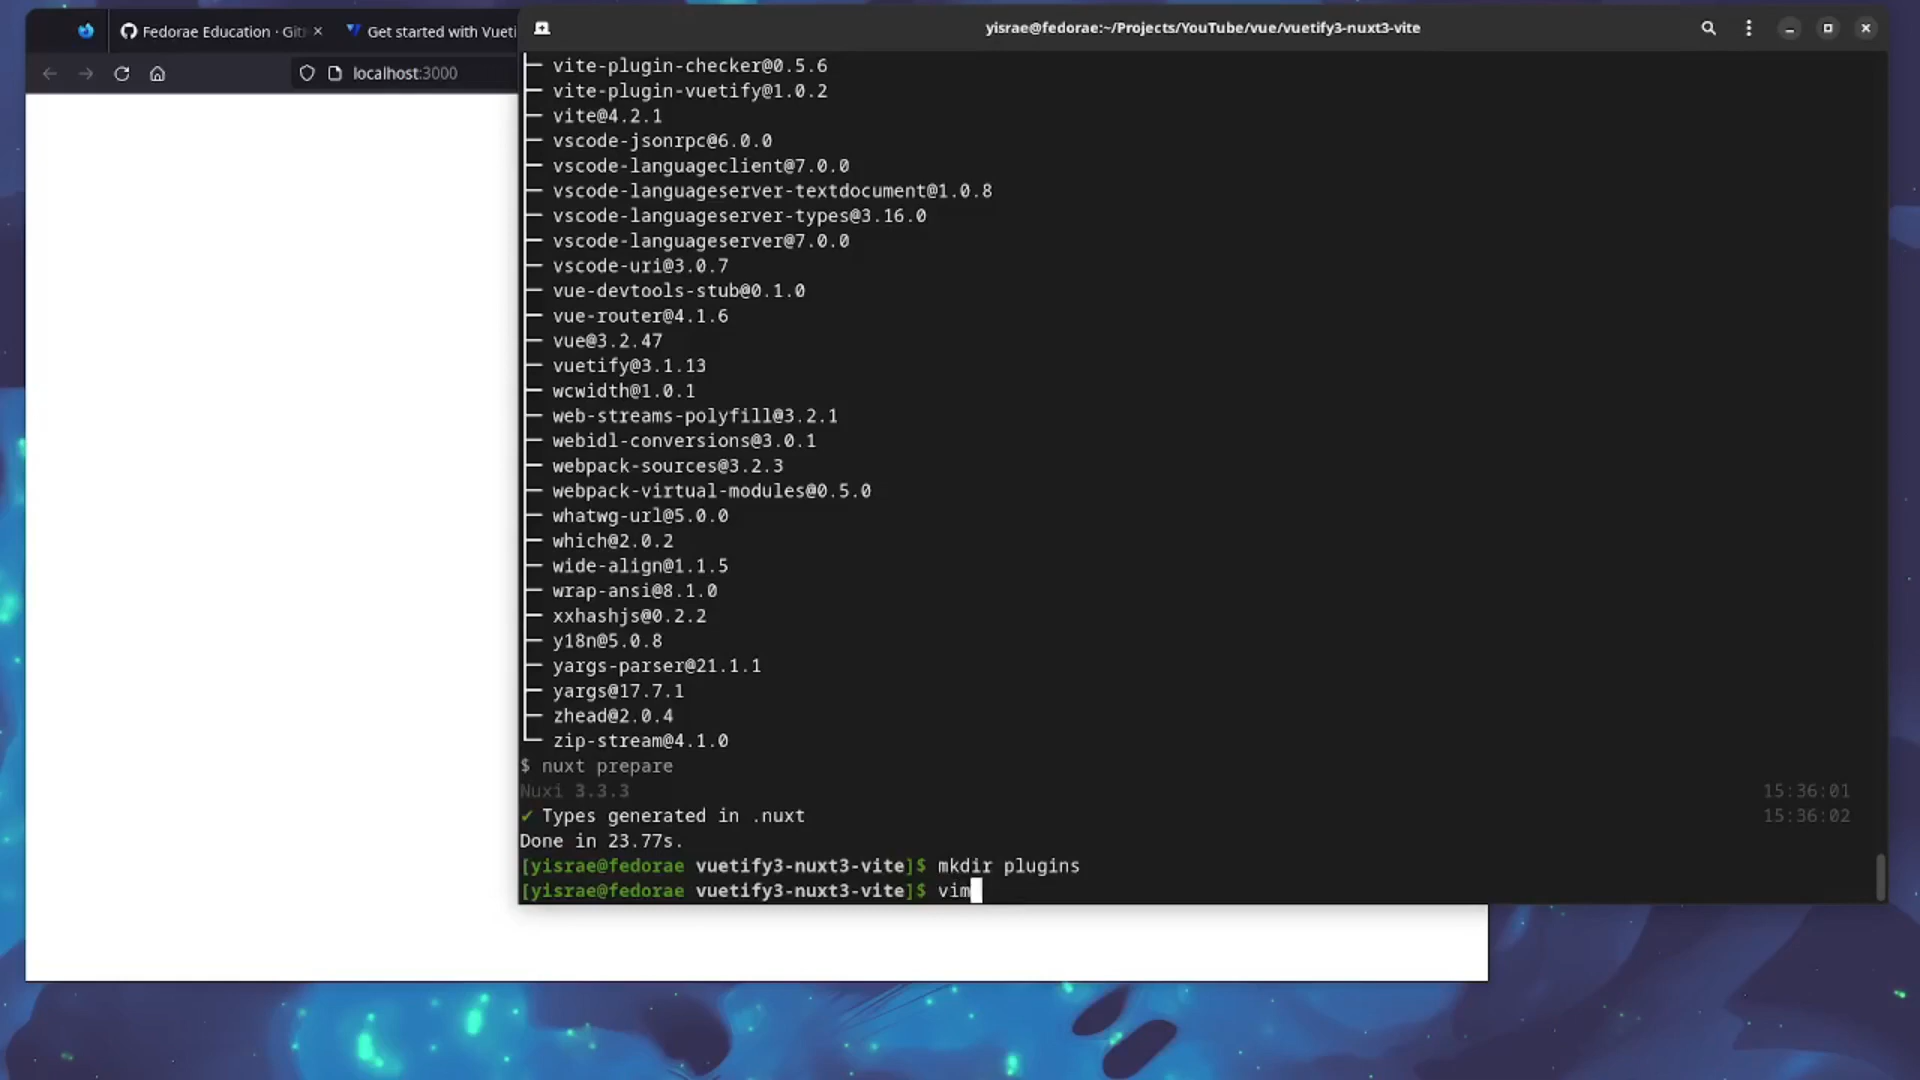 Fedorae Education · Git
Get started with Vueti
localhost:3000
yisrae@fedorae:~/Projects/YouTube/vue/vuetify3-nuxt3-vite
├─ vite-plugin-checker@0.5.6
├─ vite-plugin-vuetify@1.0.2
├─ vite@4.2.1
├─ vscode-jsonrpc@6.0.0
├─ vscode-languageclient@7.0.0
├─ vscode-languageserver-textdocument@1.0.8
├─ vscode-languageserver-types@3.16.0
├─ vscode-languageserver@7.0.0
├─ vscode-uri@3.0.7
├─ vue-devtools-stub@0.1.0
├─ vue-router@4.1.6
├─ vue@3.2.47
├─ vuetify@3.1.13
├─ wcwidth@1.0.1
├─ web-streams-polyfill@3.2.1
├─ webidl-conversions@3.0.1
├─ webpack-sources@3.2.3
├─ webpack-virtual-modules@0.5.0
├─ whatwg-url@5.0.0
├─ which@2.0.2
├─ wide-align@1.1.5
├─ wrap-ansi@8.1.0
├─ xxhashjs@0.2.2
├─ y18n@5.0.8
├─ yargs-parser@21.1.1
├─ yargs@17.7.1
├─ zhead@2.0.4
└─ zip-stream@4.1.0
$ nuxt prepare
Nuxi 3.3.3 15:36:01
✔ Types generated in .nuxt 15:36:02
Done in 23.77s.
[yisrae@fedorae vuetify3-nuxt3-vite]$ mkdir plugins
[yisrae@fedorae vuetify3-nuxt3-vite]$ vim